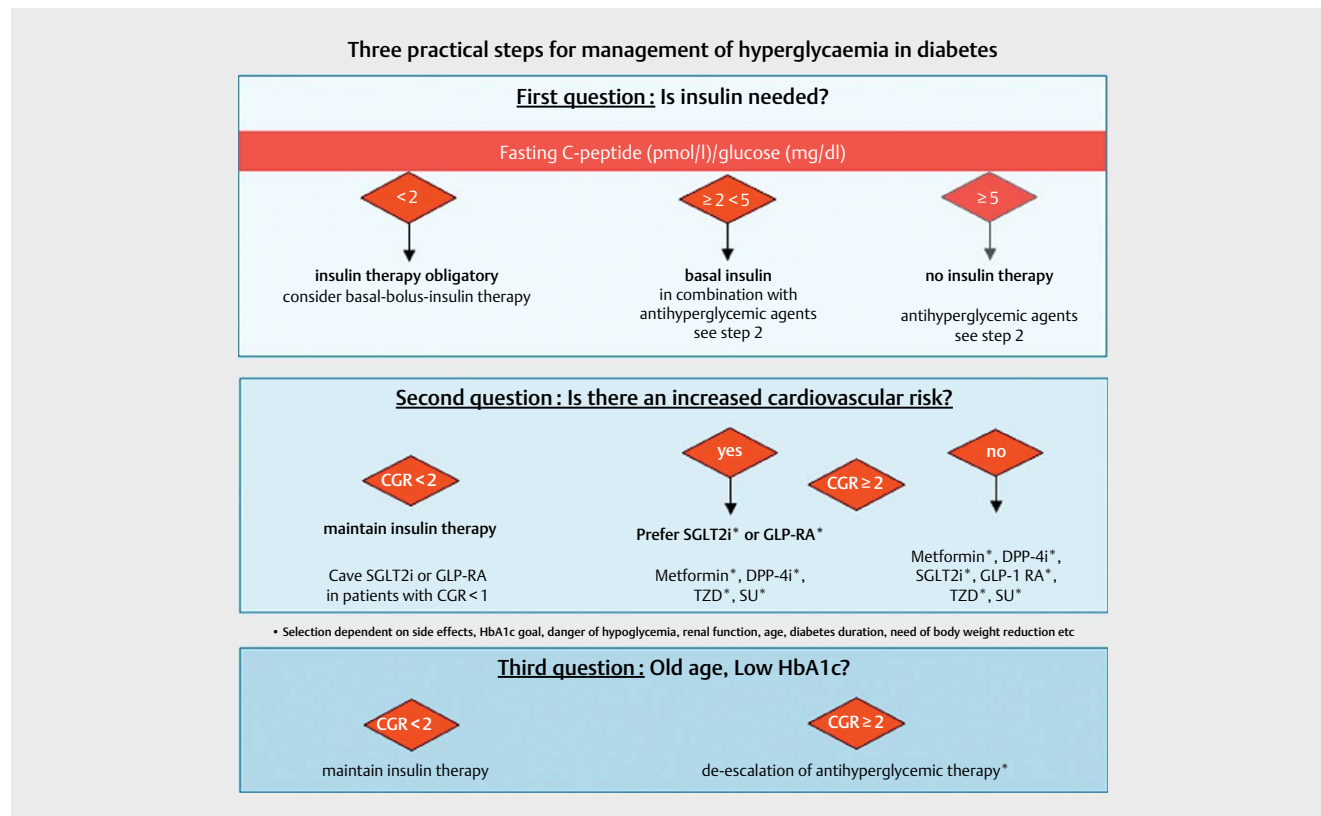 Three practical steps for management of hyperglycaemia in diabetes
First question : Is insulin needed?
Fasting C-peptide (pmol/l)/glucose (mg/dl)
< 2
≥ 2 < 5
≥ 5
insulin therapy obligatory
consider basal-bolus-insulin therapy
basal insulin
in combination with
antihyperglycemic agents
see step 2
no insulin therapy
antihyperglycemic agents
see step 2
Second question : Is there an increased cardiovascular risk?
CGR < 2
yes
CGR ≥ 2
no
maintain insulin therapy
Cave SGLT2i or GLP-RA
in patients with CGR < 1
Prefer SGLT2i* or GLP-RA*
Metformin*, DPP-4i*,
TZD*, SU*
Metformin*, DPP-4i*,
SGLT2i*, GLP-1 RA*,
TZD*, SU*
• Selection dependent on side effects, HbA1c goal, danger of hypoglycemia, renal function, age, diabetes duration, need of body weight reduction etc
Third question : Old age, Low HbA1c?
CGR < 2
CGR ≥ 2
maintain insulin therapy
de-escalation of antihyperglycemic therapy*